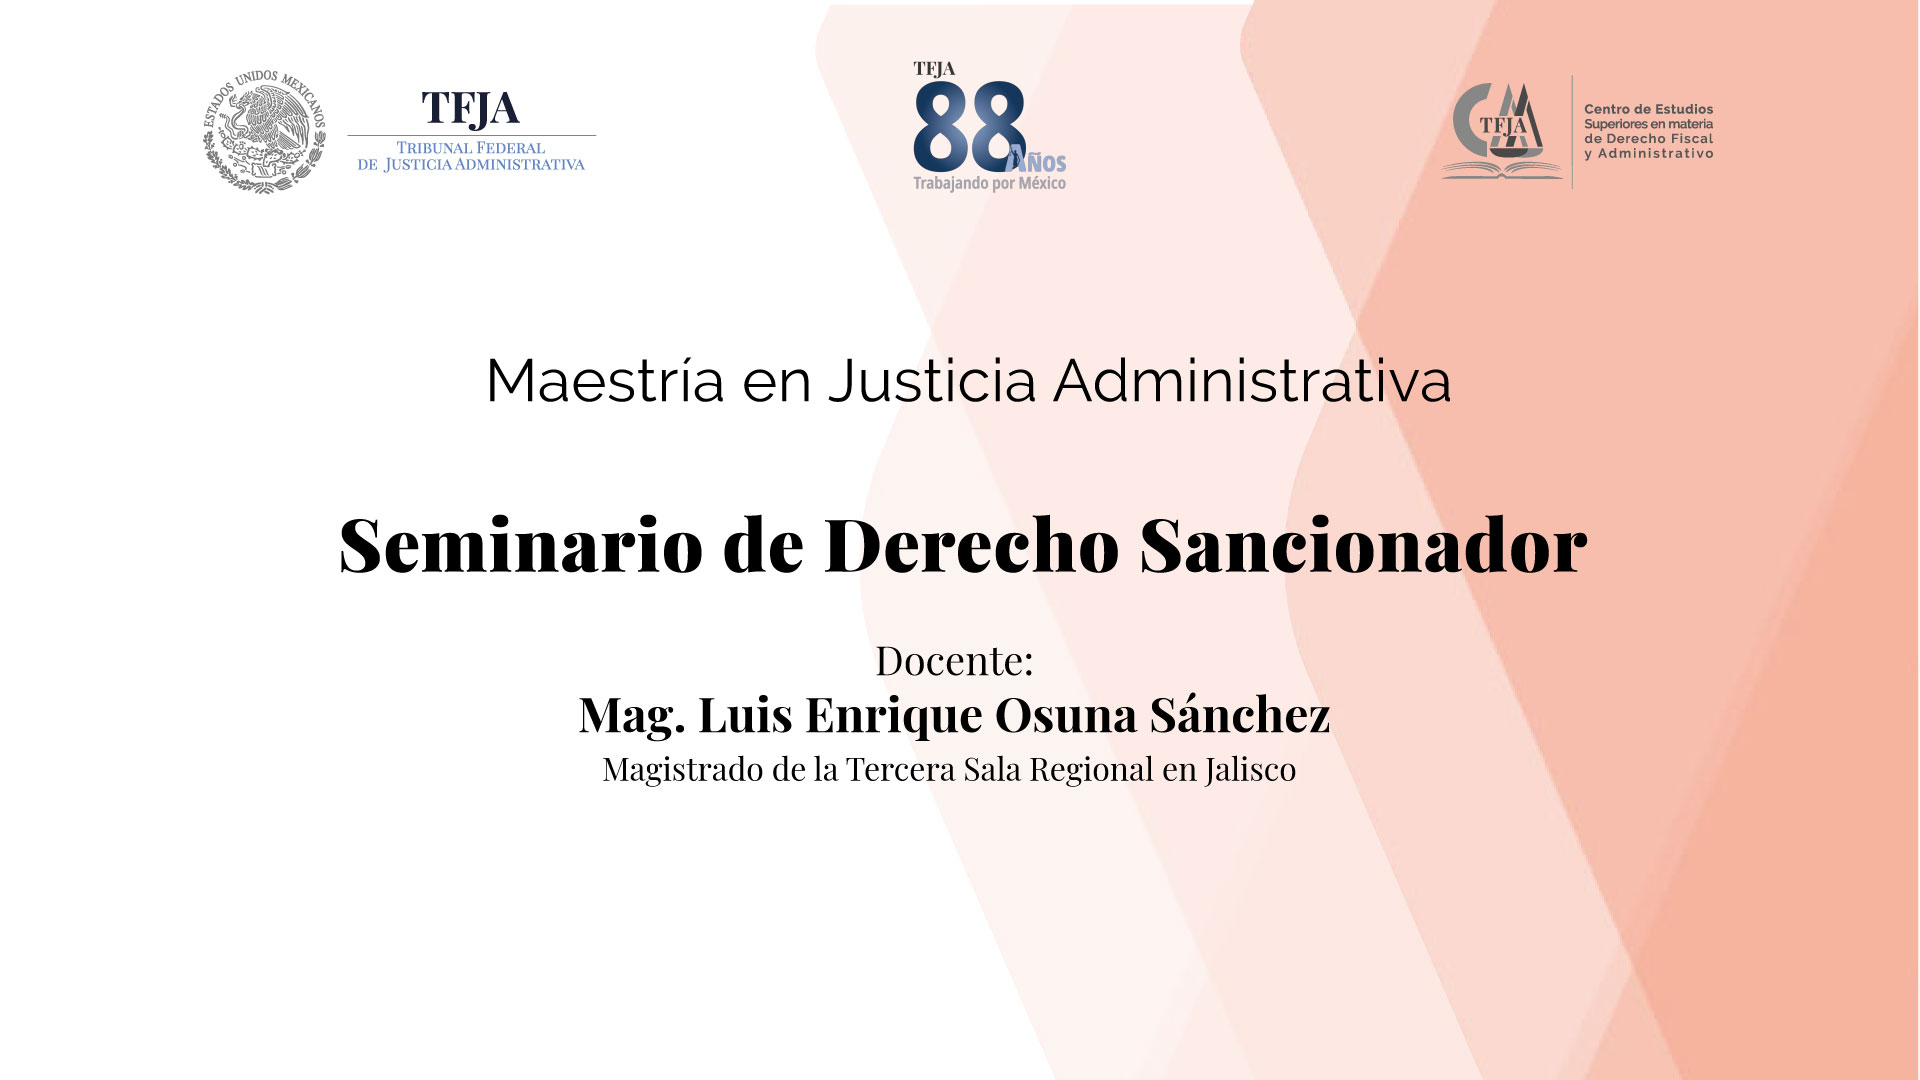 ESTADOS UNIDOS MEXICANOS
TFJA
TRIBUNAL FEDERAL
DE JUSTICIA ADMINISTRATIVA
TFJA
88
AÑOS
Trabajando por México
TFJA
Centro de Estudios
Superiores en materia
de Derecho Fiscal
y Administrativo
Maestría en Justicia Administrativa
Seminario de Derecho Sancionador
Docente:
Mag. Luis Enrique Osuna Sánchez
Magistrado de la Tercera Sala Regional en Jalisco